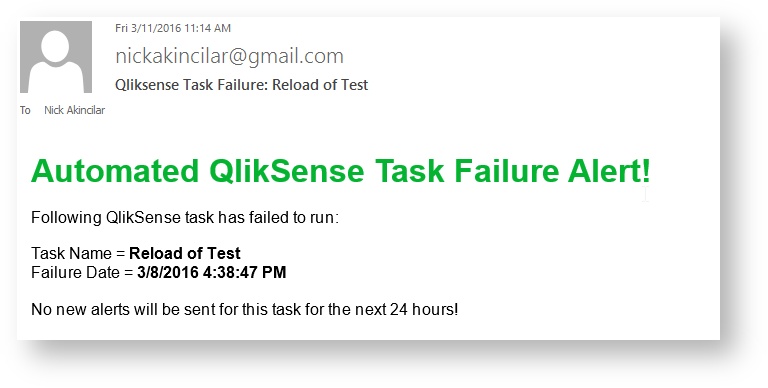 Fri 3/11/2016 11:14 AM
nickakincilar@gmail.com
Qliksense Task Failure: Reload of Test
To Nick Akincilar
Automated QlikSense Task Failure Alert!
Following QlikSense task has failed to run:
Task Name = Reload of Test
Failure Date = 3/8/2016 4:38:47 PM
No new alerts will be sent for this task for the next 24 hours!